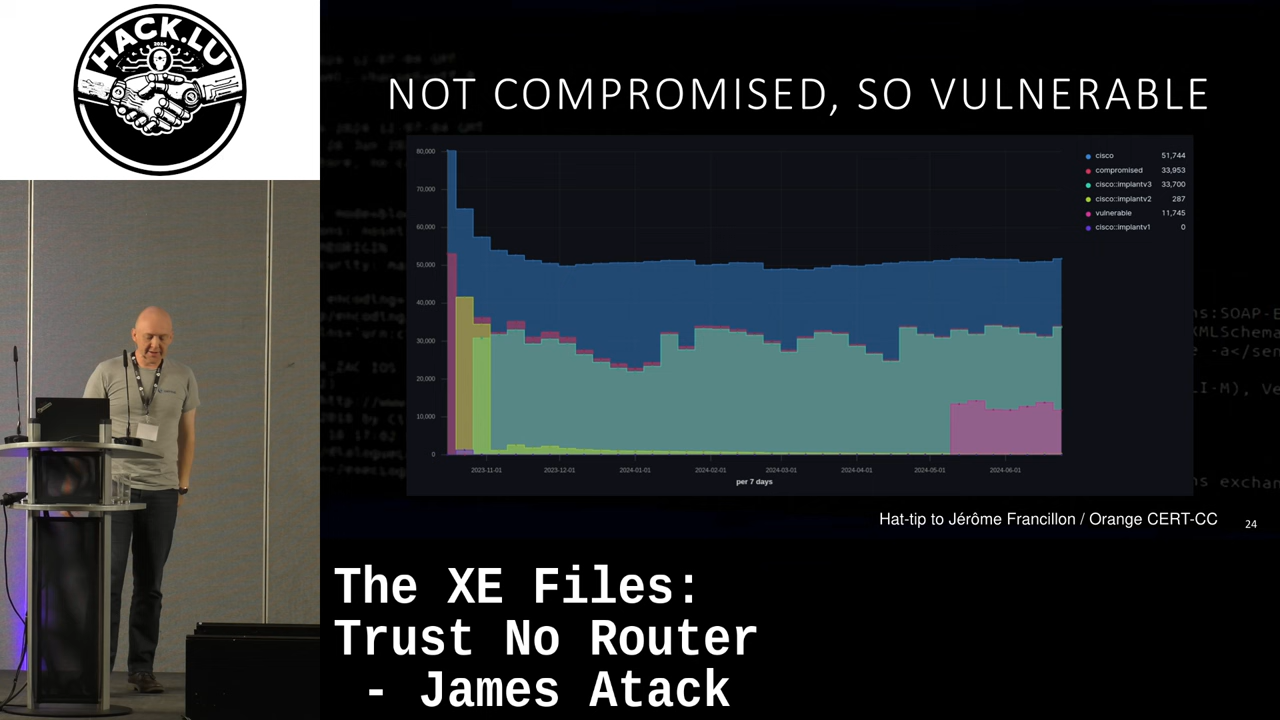 HACK.LU
2024
NOT COMPROMISED, SO VULNERABLE
80,000
70,000
60,000
50,000
40,000
30,000
20,000
10,000
0
2023-11-01 2023-12-01 2024-01-01 2024-02-01 2024-03-01 2024-04-01 2024-05-01 2024-06-01
per 7 days
cisco 51,744
compromised 33,953
cisco::implantv3 33,700
cisco::implantv2 287
vulnerable 11,745
cisco::implantv1 0
Hat-tip to Jérôme Francillon / Orange CERT-CC
24
The XE Files:
Trust No Router
- James Atack